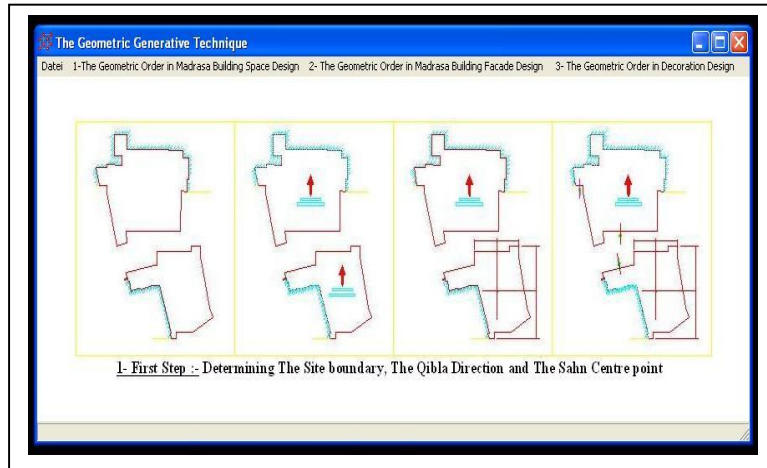 The Geometric Generative Technique
Datei 1-The Geometric Order in Madrasa Building Space Design 2- The Geometric Order in Madrasa Building Facade Design 3- The Geometric Order in Decoration Design
1- First Step :- Determining The Site boundary, The Qibla Direction and The Sahn Centre point